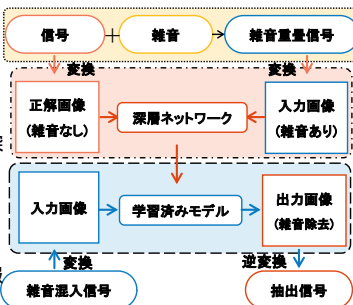 信号 + 雑音 → 雑音重畳信号
変換 変換
正解画像
(雑音なし)
深層ネットワーク
入力画像
(雑音あり)
入力画像
学習済みモデル
出力画像
(雑音除去)
変換 逆変換
雑音混入信号 抽出信号